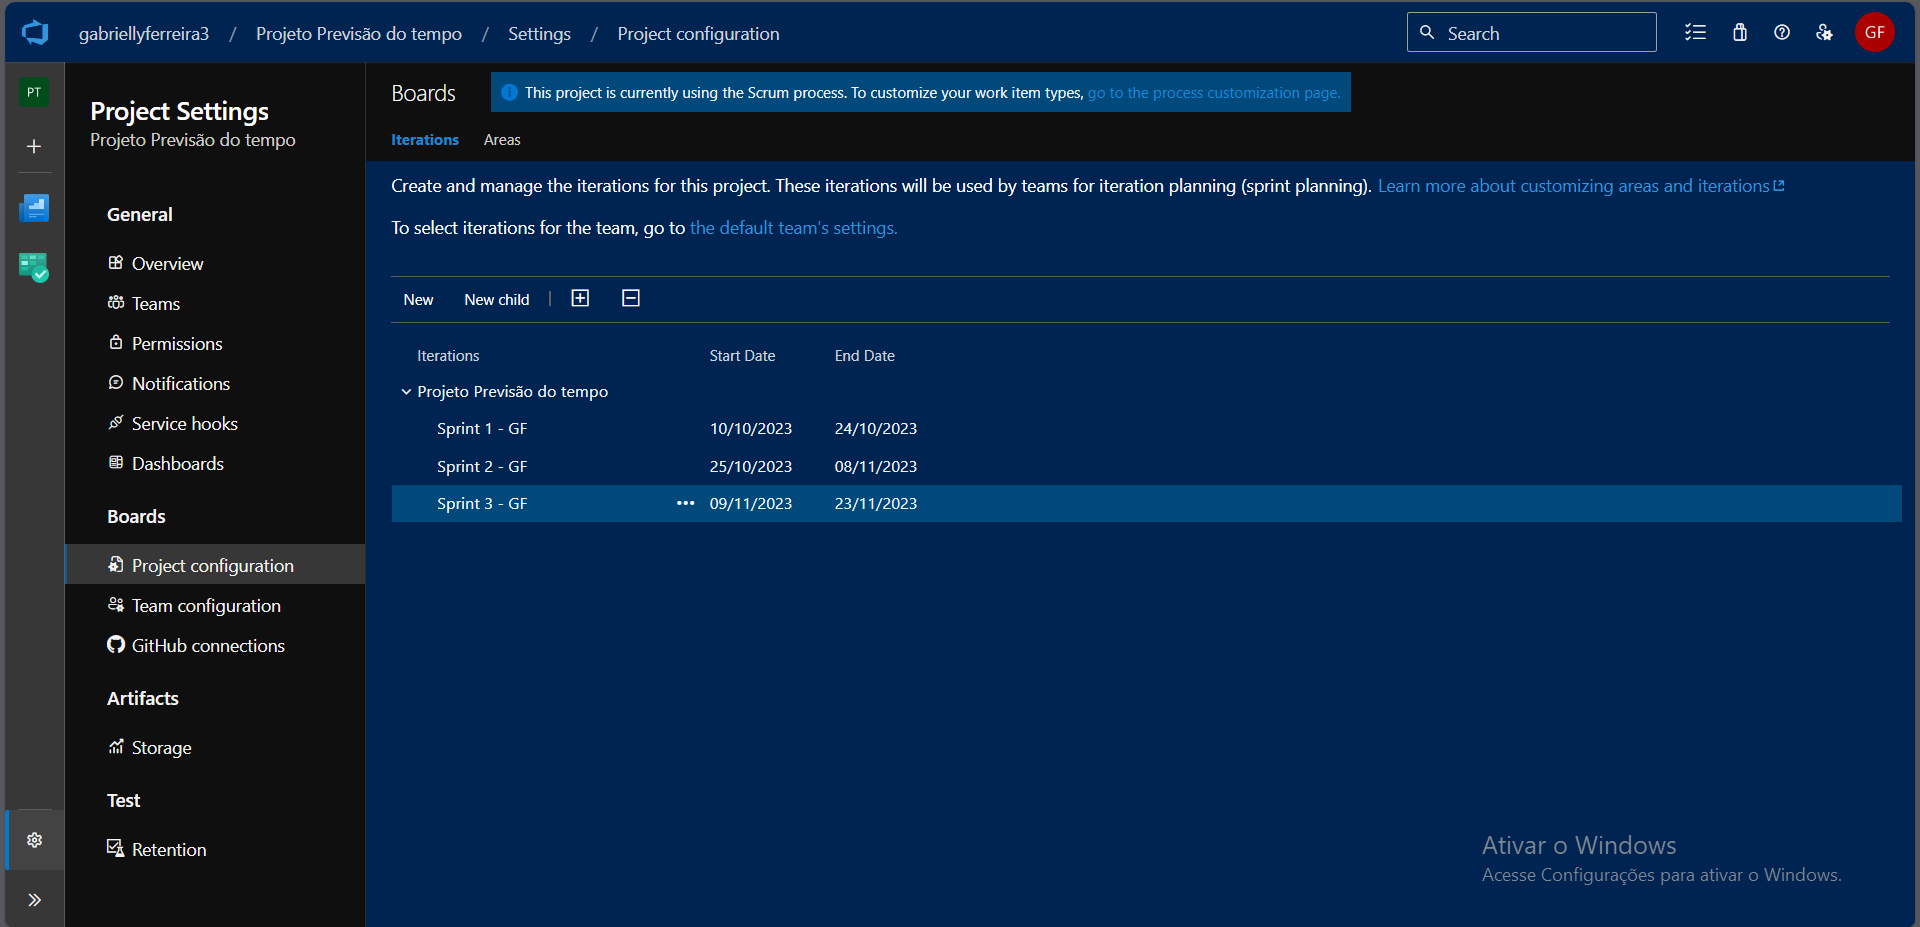 gabriellyferreira3 / Projeto Previsão do tempo / Settings / Project configuration
Search
GF
PT
Project Settings
Projeto Previsão do tempo
General
Overview
Teams
Permissions
Notifications
Service hooks
Dashboards
Boards
Project configuration
Team configuration
GitHub connections
Artifacts
Storage
Test
Retention
Boards
This project is currently using the Scrum process. To customize your work item types, go to the process customization page.
Iterations Areas
Create and manage the iterations for this project. These iterations will be used by teams for iteration planning (sprint planning). Learn more about customizing areas and iterations
To select iterations for the team, go to the default team's settings.
New New child
Iterations Start Date End Date
Projeto Previsão do tempo
Sprint 1 - GF 10/10/2023 24/10/2023
Sprint 2 - GF 25/10/2023 08/11/2023
Sprint 3 - GF ••• 09/11/2023 23/11/2023
Ativar o Windows
Acesse Configurações para ativar o Windows.